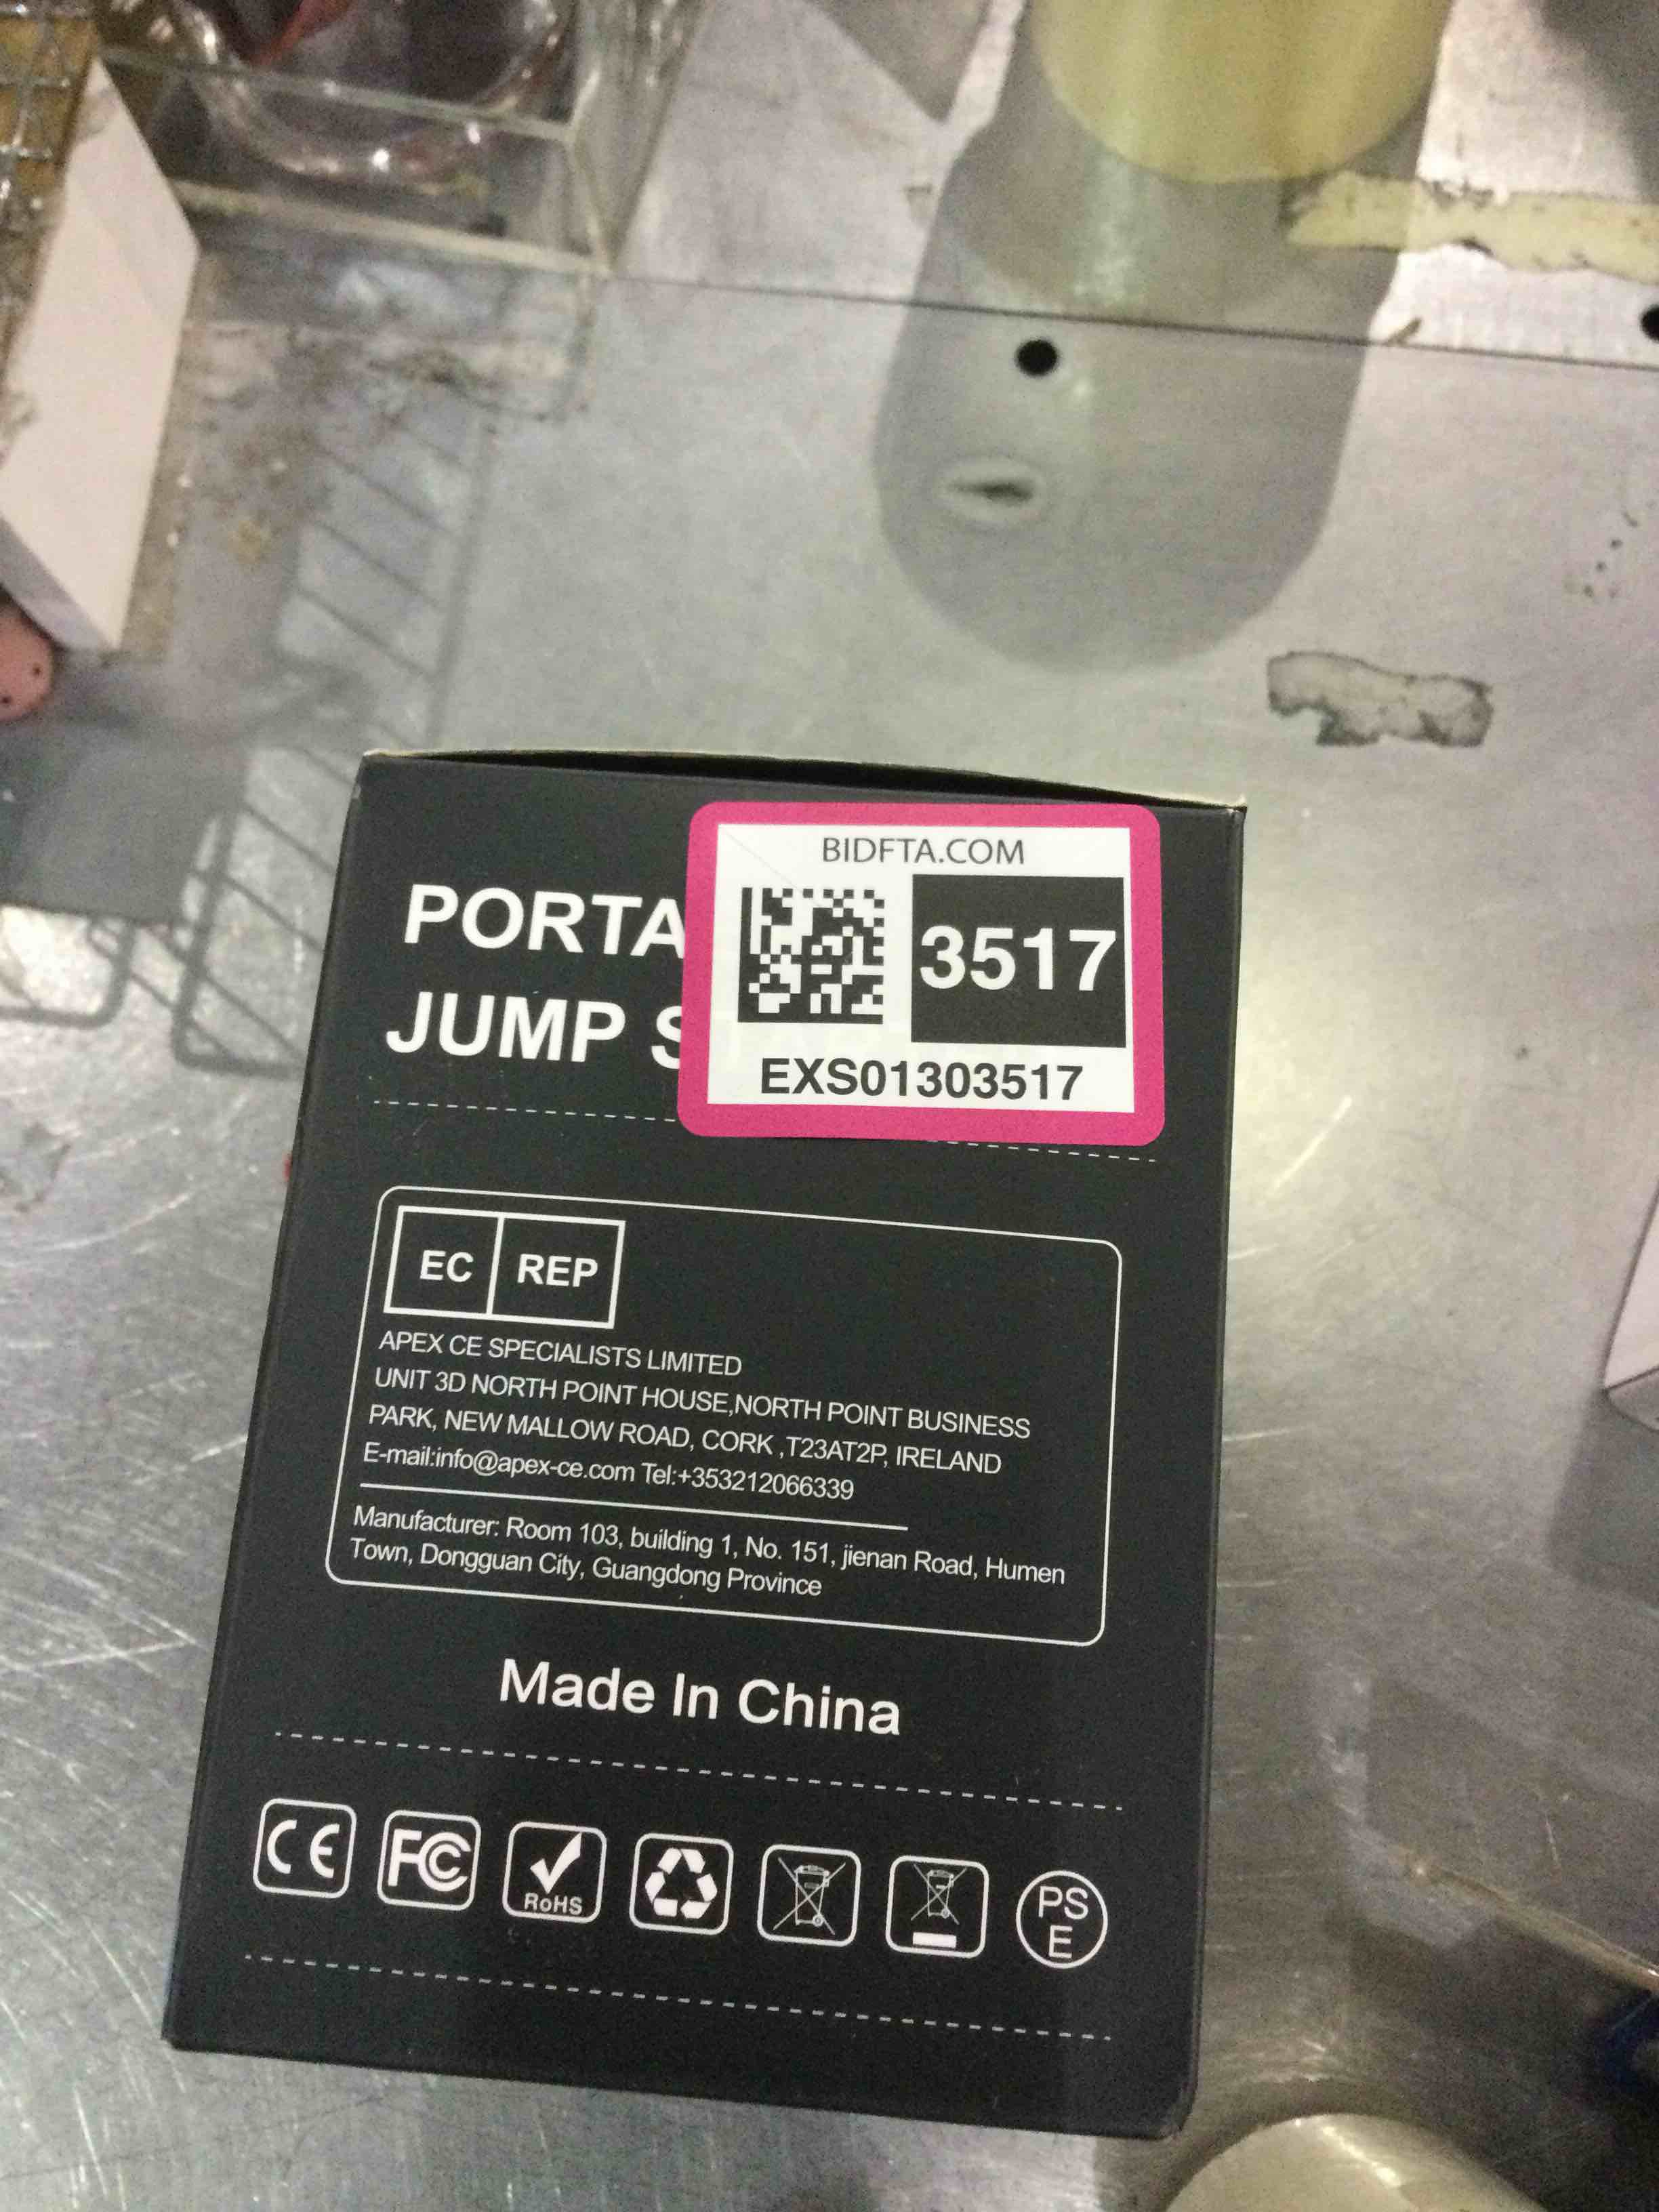 BIDFTA.COM
3517
EXS01303517
PORTA
JUMP S
EC REP
APEX CE SPECIALISTS LIMITED
UNIT 3D NORTH POINT HOUSE,NORTH POINT BUSINESS
PARK, NEW MALLOW ROAD, CORK ,T23AT2P, IRELAND
E-mail:info@apex-ce.com Tel:+353212066339
Manufacturer: Room 103, building 1, No. 151, jienan Road, Humen
Town, Dongguan City, Guangdong Province
Made In China
CE FC RoHS PS
E